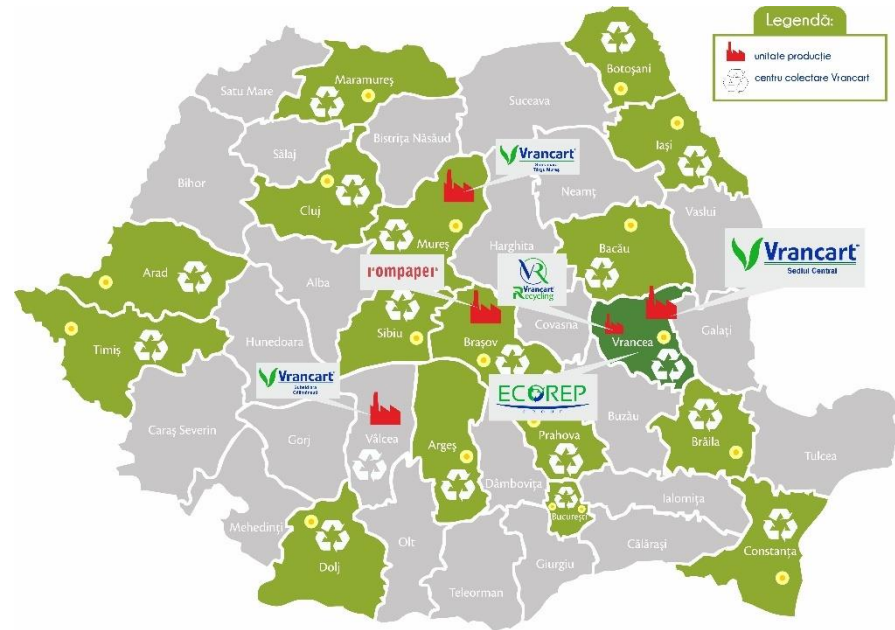 Legendă:
unitate producție
centru colectare Vrancart
Satu Mare
Maramureș
Botoșani
Suceava
Bistrița Năsăud
Sălaj
Iași
Bihor
Cluj
Vrancart
Mureș
Neamț
Vaslui
Harghita
Bacău
Arad
Alba
rompaper
VR
Vrancart
Recycling
Vrancart
Sediul Central
Timiș
Hunedoara
Sibiu
Brașov
Covasna
Vrancea
Galați
Vrancart
ECOREP
GROUP
Caraș Severin
Gorj
Vâlcea
Argeș
Prahova
Buzău
Brăila
Tulcea
Dâmbovița
București
Ialomița
Mehedinți
Dolj
Olt
Teleorman
Giurgiu
Călărași
Constanța